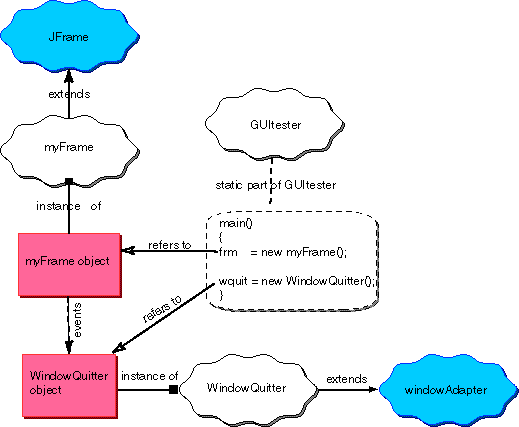 JFrame
extends
myFrame
GUItester
static part of GUItester
instance of
main()
{
frm = new myFrame();
wquit = new WindowQuitter();
}
refers to
myFrame object
refers to
events
WindowQuitter
object
instance of
WindowQuitter
extends
windowAdapter